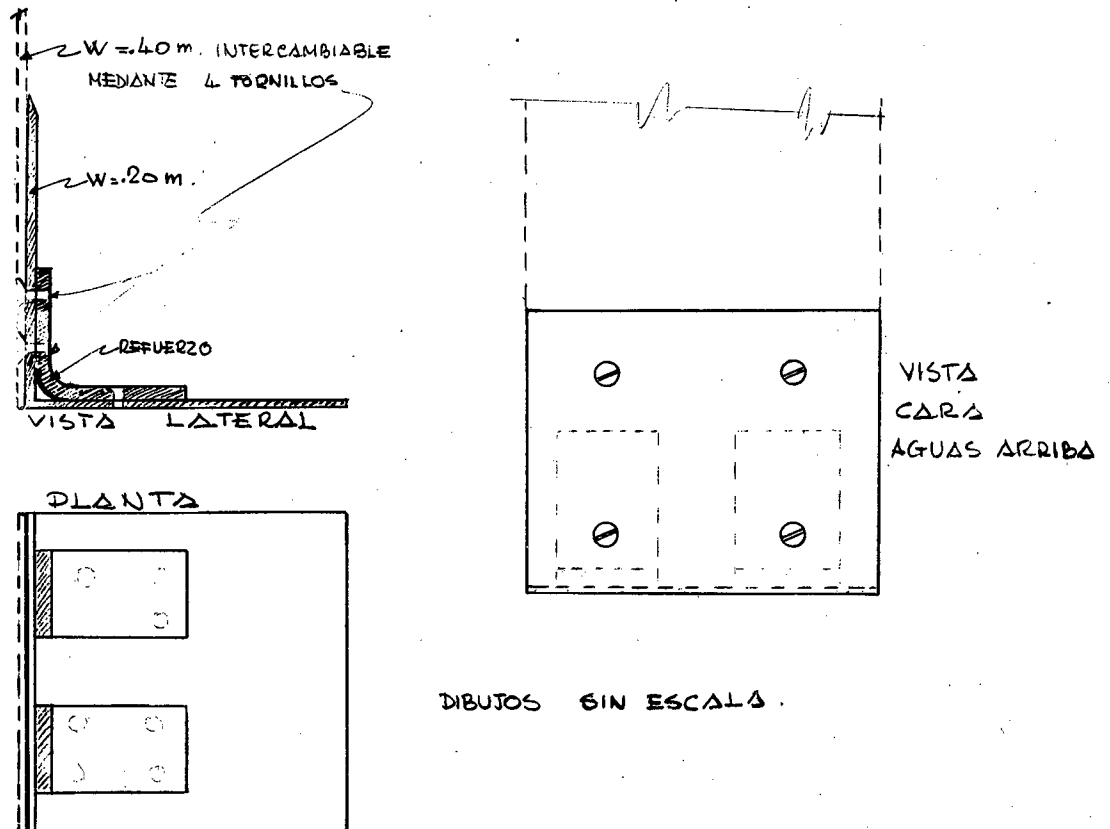 W =.40 m. INTERCAMBIABLE
MEDIANTE 4 TORNILLOS
W=.20 m.
REFUERZO
VISTA LATERAL
VISTA
CARA
AGUAS ARRIBA
PLANTA
DIBUJOS SIN ESCALA.